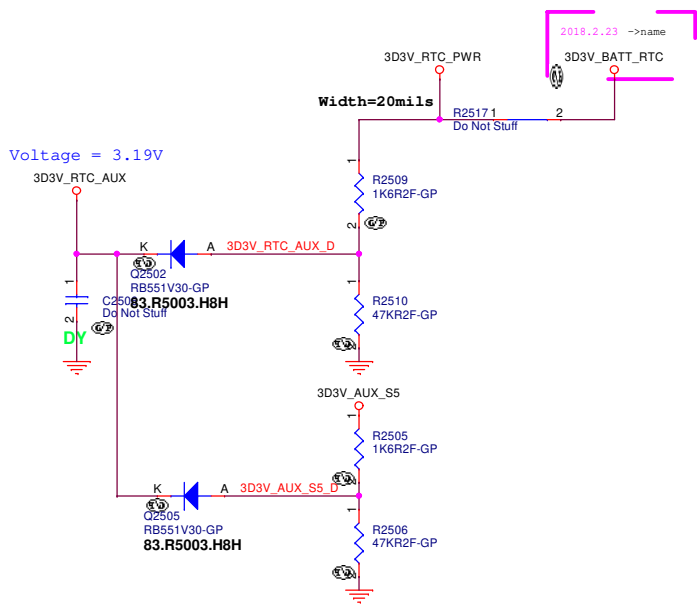 2018.2.23 ->name
3D3V_RTC_PWR
3D3V_BATT_RTC
Width=20mils
R2517 1 2
Do Not Stuff
Voltage = 3.19V
3D3V_RTC_AUX
1
R2509
1K6R2F-GP
2
K A 3D3V_RTC_AUX_D
Q2502
RB551V30-GP
83.R5003.H8H
1
Do Not Stuff
2
DY
1
R2510
47KR2F-GP
3D3V_AUX_S5
1
R2505
1K6R2F-GP
K A 3D3V_AUX_S5_D
Q2505
RB551V30-GP
83.R5003.H8H
1
R2506
47KR2F-GP